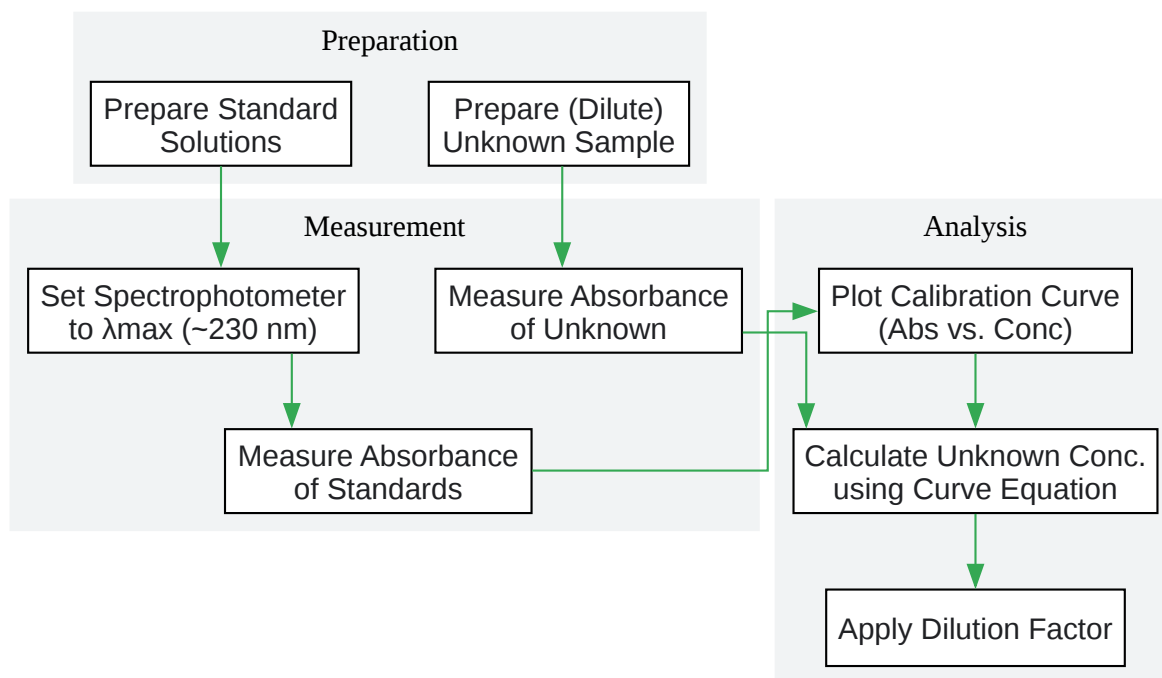 Preparation
Prepare Standard
Solutions
Prepare (Dilute)
Unknown Sample
Measurement
Set Spectrophotometer
to λmax (~230 nm)
Measure Absorbance
of Unknown
Measure Absorbance
of Standards
Analysis
Plot Calibration Curve
(Abs vs. Conc)
Calculate Unknown Conc.
using Curve Equation
Apply Dilution Factor